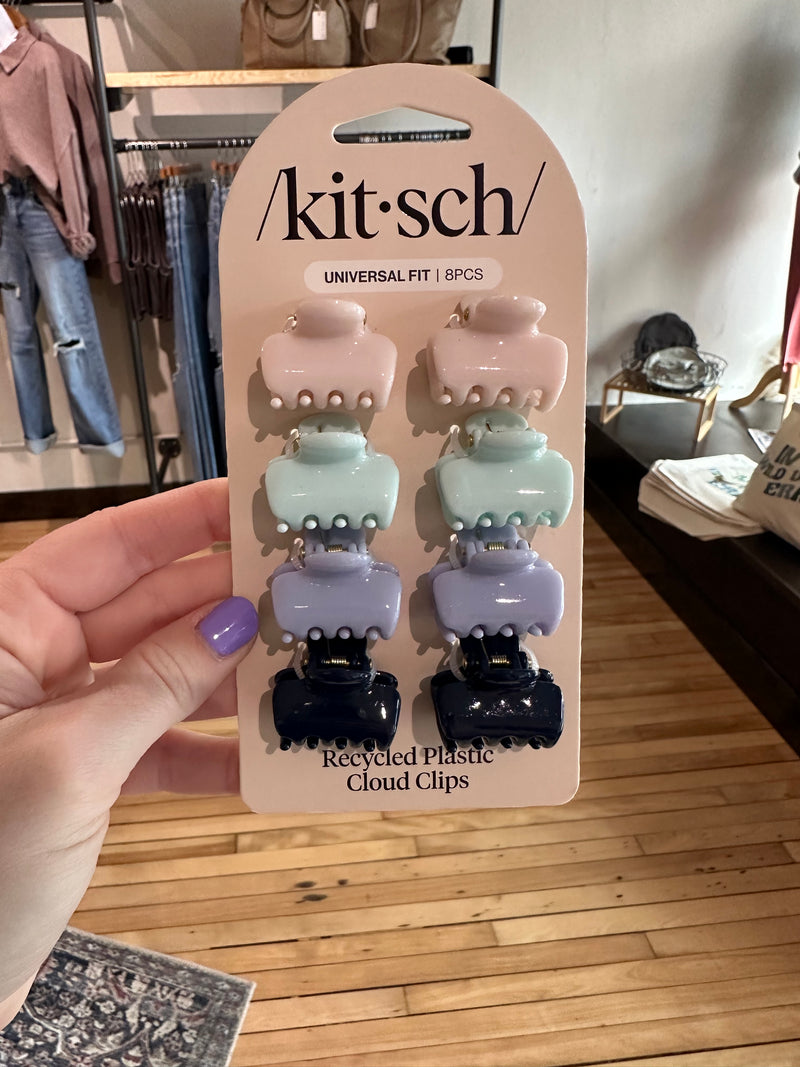 /kit·sch/
UNIVERSAL FIT | 8PCS
Recycled Plastic
Cloud Clips